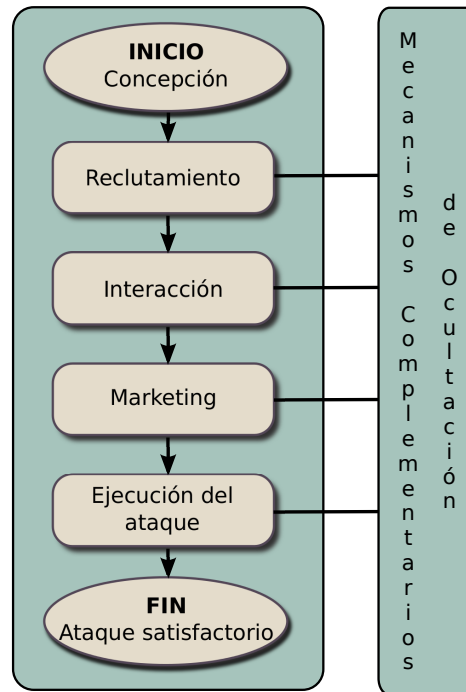 INICIO
Concepción
Reclutamiento
Interacción
Marketing
Ejecución del
ataque
FIN
Ataque satisfactorio
Mecanismos Complementarios
de Ocultación